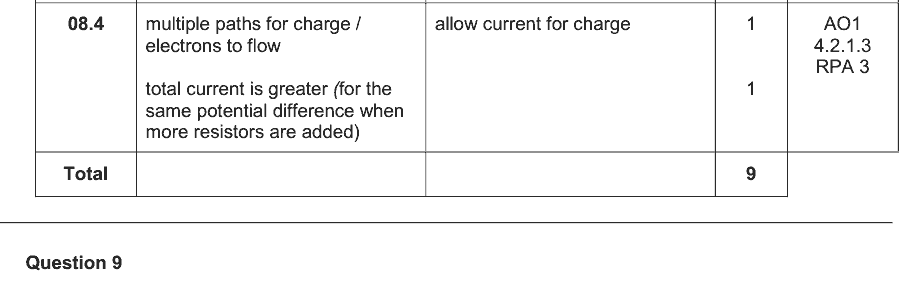 08.4
multiple paths for charge /
electrons to flow
allow current for charge
1
AO1
4.2.1.3
RPA 3
total current is greater (for the
same potential difference when
more resistors are added)
1
Total
9
Question 9